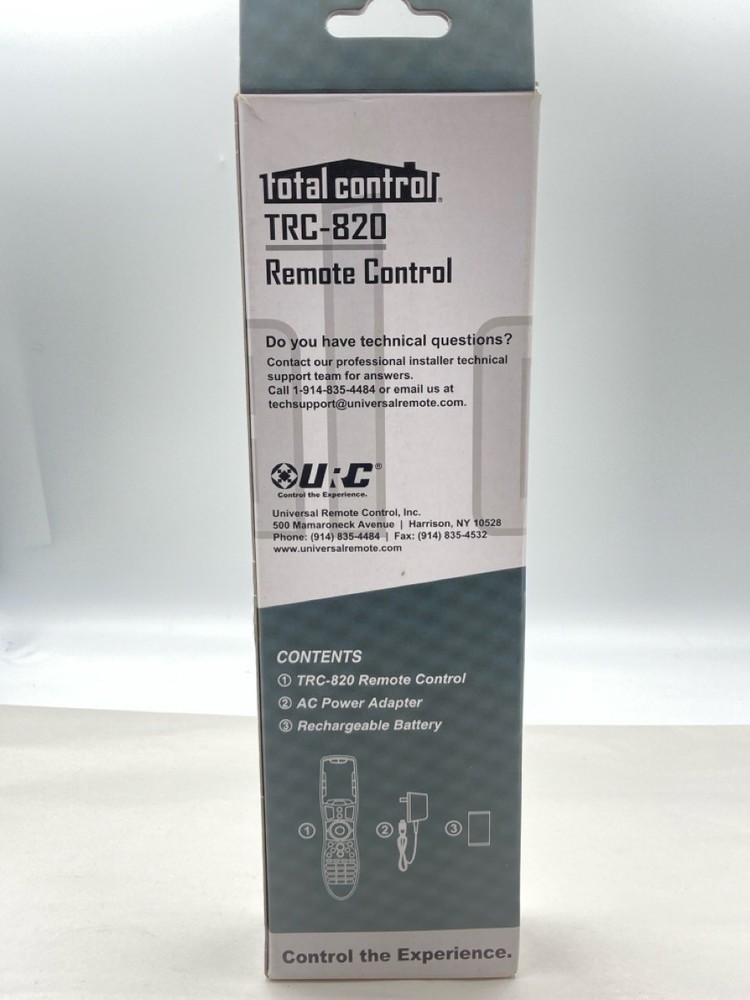 total control®
TRC-820
Remote Control
Do you have technical questions?
Contact our professional installer technical
support team for answers.
Call 1-914-835-4484 or email us at
techsupport@universalremote.com.
URC®
Control the Experience.
Universal Remote Control, Inc.
500 Mamaroneck Avenue | Harrison, NY 10528
Phone: (914) 835-4484 | Fax: (914) 835-4532
www.universalremote.com
CONTENTS
① TRC-820 Remote Control
② AC Power Adapter
③ Rechargeable Battery
① ② ③
Control the Experience.